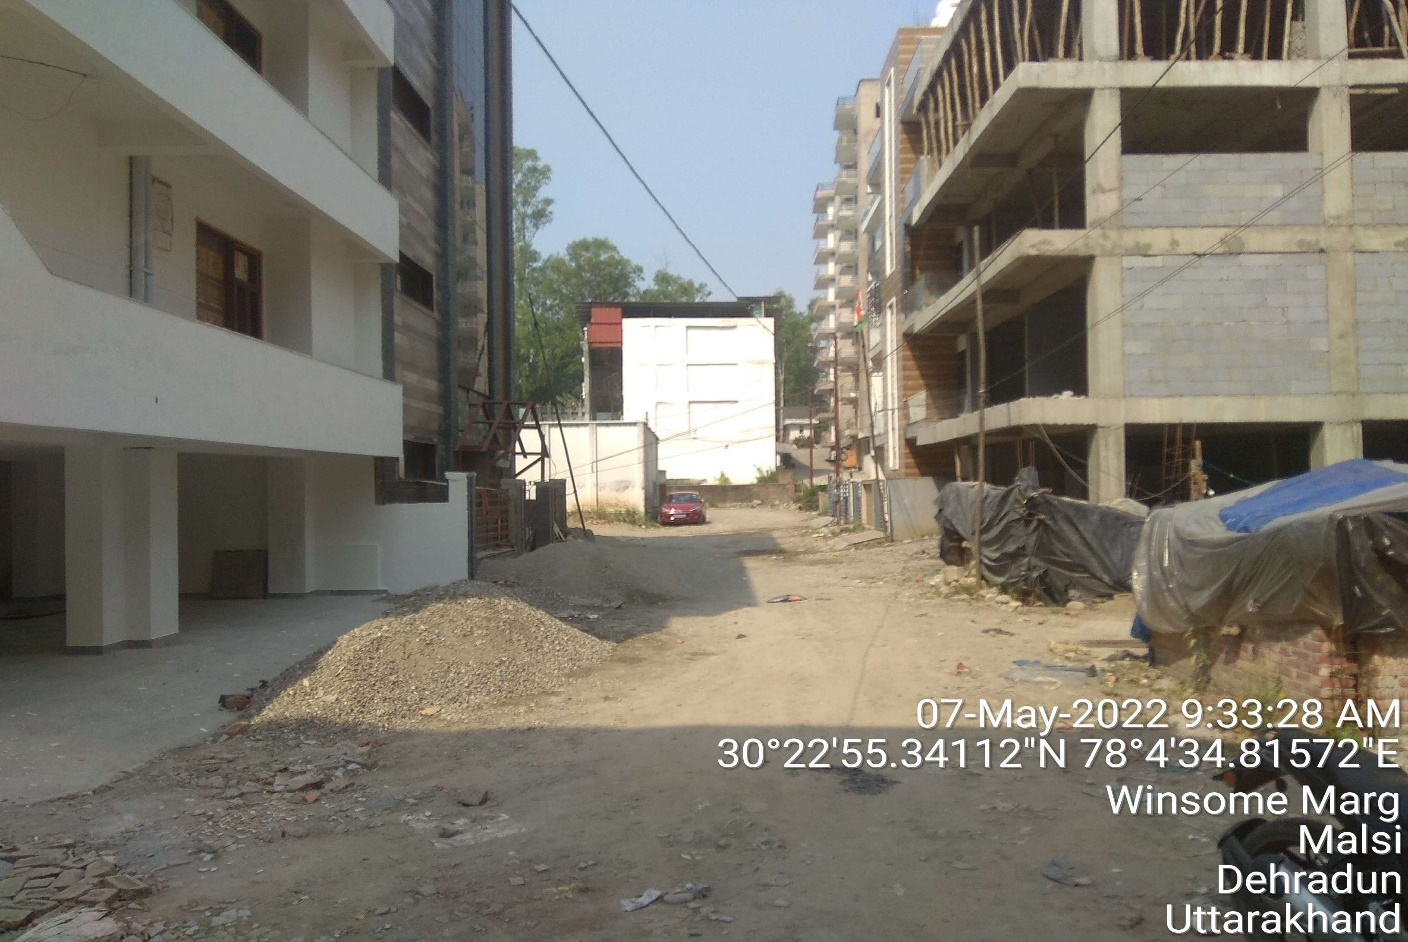 07-May-2022 9:33:28 AM
30°22'55.34112"N 78°4'34.81572"E
Winsome Marg
Malsi
Dehradun
Uttarakhand